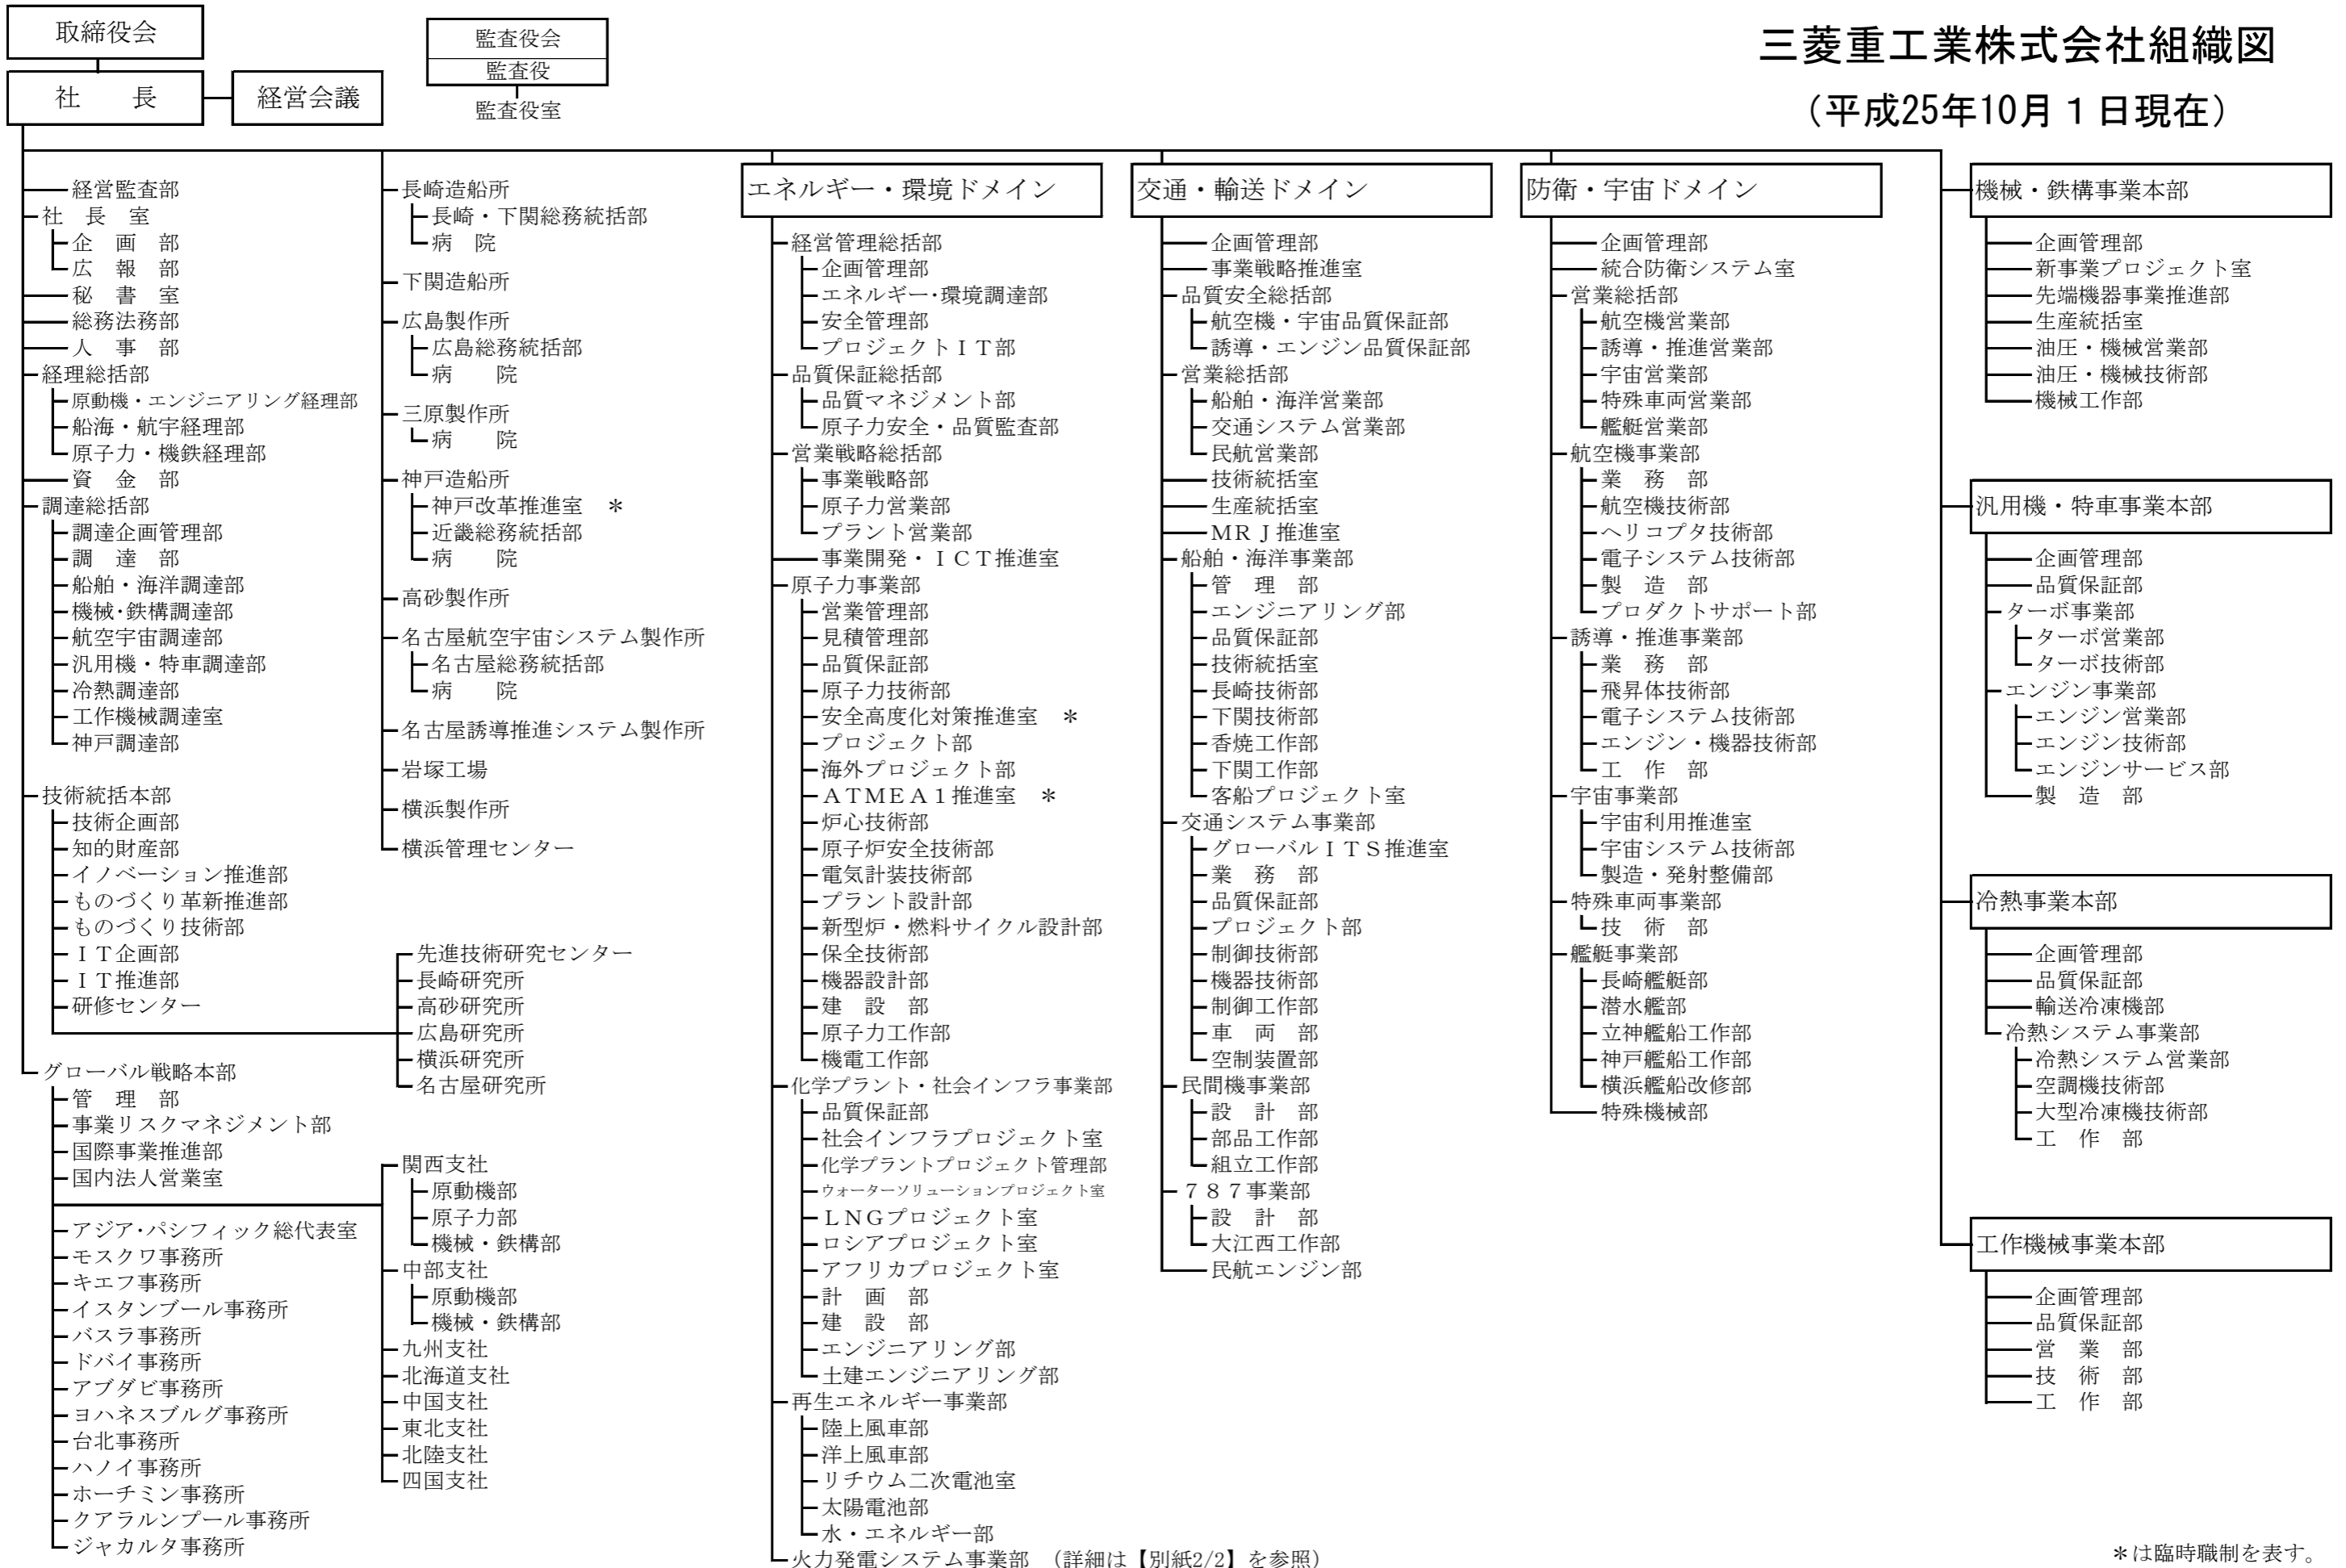 三菱重工業株式会社組織図
(平成25年10月１日現在)
取締役会
社　　長
経営会議
監査役会
監査役
監査役室
経営監査部
社　長　室
企　画　部
広　報　部
秘　書　室
総務法務部
人　事　部
経理総括部
原動機・エンジニアリング経理部
船海・航宇経理部
原子力・機鉄経理部
資　金　部
調達総括部
調達企画管理部
調　達　部
船舶・海洋調達部
機械･鉄構調達部
航空宇宙調達部
汎用機・特車調達部
冷熱調達部
工作機械調達室
神戸調達部
技術統括本部
技術企画部
知的財産部
イノベーション推進部
ものづくり革新推進部
ものづくり技術部
ＩＴ企画部
ＩＴ推進部
研修センター
先進技術研究センター
長崎研究所
高砂研究所
広島研究所
横浜研究所
名古屋研究所
グローバル戦略本部
管　理　部
事業リスクマネジメント部
国際事業推進部
国内法人営業室
アジア･パシフィック総代表室
モスクワ事務所
キエフ事務所
イスタンブール事務所
バスラ事務所
ドバイ事務所
アブダビ事務所
ヨハネスブルグ事務所
台北事務所
ハノイ事務所
ホーチミン事務所
クアラルンプール事務所
ジャカルタ事務所
関西支社
原動機部
原子力部
機械・鉄構部
中部支社
原動機部
機械・鉄構部
九州支社
北海道支社
中国支社
東北支社
北陸支社
四国支社
長崎造船所
長崎・下関総務統括部
病　院
下関造船所
広島製作所
広島総務統括部
病　　院
三原製作所
病　　院
神戸造船所
神戸改革推進室　＊
近畿総務統括部
病　　院
高砂製作所
名古屋航空宇宙システム製作所
名古屋総務統括部
病　　院
名古屋誘導推進システム製作所
岩塚工場
横浜製作所
横浜管理センター
エネルギー・環境ドメイン
経営管理総括部
企画管理部
エネルギー･環境調達部
安全管理部
プロジェクトＩＴ部
品質保証総括部
品質マネジメント部
原子力安全・品質監査部
営業戦略総括部
事業戦略部
原子力営業部
プラント営業部
事業開発・ＩＣＴ推進室
原子力事業部
営業管理部
見積管理部
品質保証部
原子力技術部
安全高度化対策推進室　＊
プロジェクト部
海外プロジェクト部
ＡＴＭＥＡ１推進室　＊
炉心技術部
原子炉安全技術部
電気計装技術部
プラント設計部
新型炉・燃料サイクル設計部
保全技術部
機器設計部
建　設　部
原子力工作部
機電工作部
化学プラント・社会インフラ事業部
品質保証部
社会インフラプロジェクト室
化学プラントプロジェクト管理部
ウォーターソリューションプロジェクト室
ＬＮＧプロジェクト室
ロシアプロジェクト室
アフリカプロジェクト室
計　画　部
建　設　部
エンジニアリング部
土建エンジニアリング部
再生エネルギー事業部
陸上風車部
洋上風車部
リチウム二次電池室
太陽電池部
水・エネルギー部
火力発電システム事業部　（詳細は【別紙2/2】を参照）
交通・輸送ドメイン
企画管理部
事業戦略推進室
品質安全総括部
航空機・宇宙品質保証部
誘導・エンジン品質保証部
営業総括部
船舶・海洋営業部
交通システム営業部
民航営業部
技術統括室
生産統括室
ＭＲＪ推進室
船舶・海洋事業部
管　理　部
エンジニアリング部
品質保証部
技術統括室
長崎技術部
下関技術部
香焼工作部
下関工作部
客船プロジェクト室
交通システム事業部
グローバルＩＴＳ推進室
業　務　部
品質保証部
プロジェクト部
制御技術部
機器技術部
制御工作部
車　両　部
空制装置部
民間機事業部
設　計　部
部品工作部
組立工作部
７８７事業部
設　計　部
大江西工作部
民航エンジン部
防衛・宇宙ドメイン
企画管理部
統合防衛システム室
営業総括部
航空機営業部
誘導・推進営業部
宇宙営業部
特殊車両営業部
艦艇営業部
航空機事業部
業　務　部
航空機技術部
ヘリコプタ技術部
電子システム技術部
製　造　部
プロダクトサポート部
誘導・推進事業部
業　務　部
飛昇体技術部
電子システム技術部
エンジン・機器技術部
工　作　部
宇宙事業部
宇宙利用推進室
宇宙システム技術部
製造・発射整備部
特殊車両事業部
技　術　部
艦艇事業部
長崎艦艇部
潜水艦部
立神艦船工作部
神戸艦船工作部
横浜艦船改修部
特殊機械部
機械・鉄構事業本部
企画管理部
新事業プロジェクト室
先端機器事業推進部
生産統括室
油圧・機械営業部
油圧・機械技術部
機械工作部
汎用機・特車事業本部
企画管理部
品質保証部
ターボ事業部
ターボ営業部
ターボ技術部
エンジン事業部
エンジン営業部
エンジン技術部
エンジンサービス部
製　造　部
冷熱事業本部
企画管理部
品質保証部
輸送冷凍機部
冷熱システム事業部
冷熱システム営業部
空調機技術部
大型冷凍機技術部
工　作　部
工作機械事業本部
企画管理部
品質保証部
営　業　部
技　術　部
工　作　部
＊は臨時職制を表す。